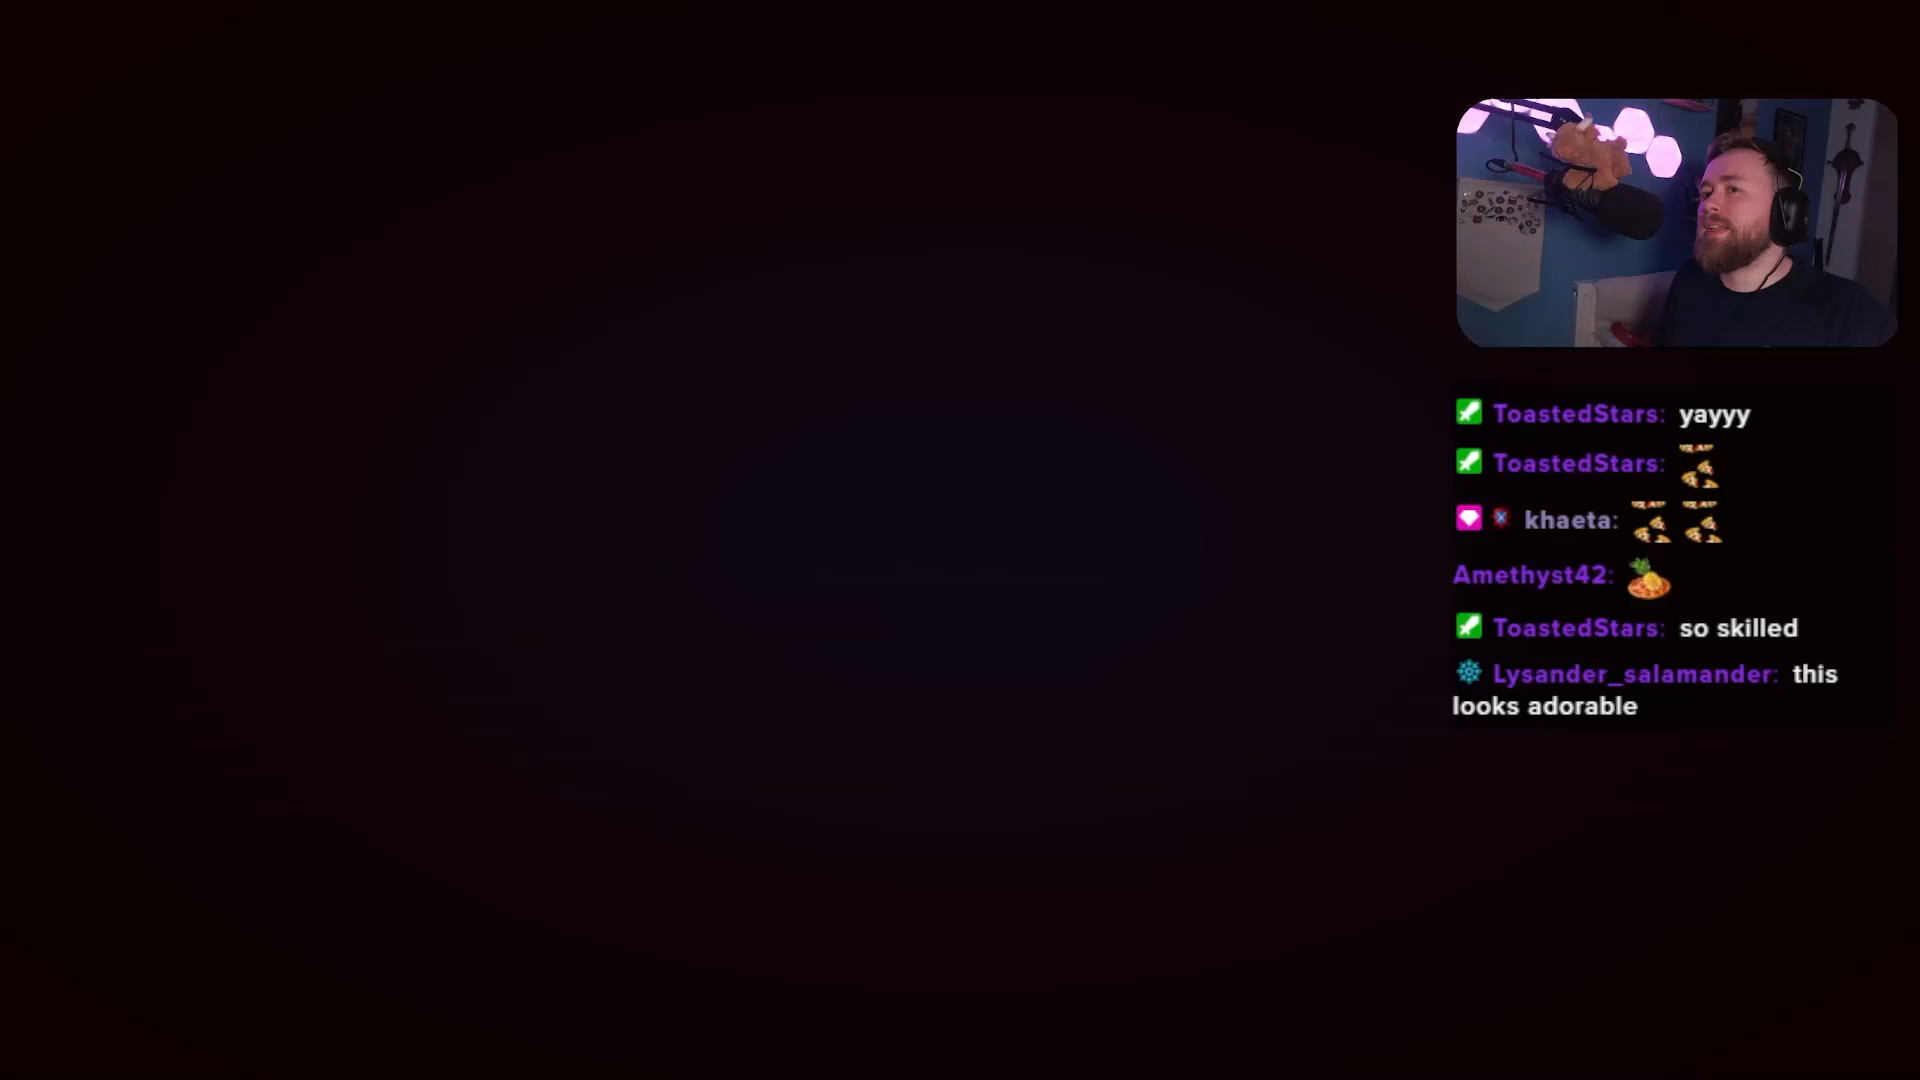 ToastedStars: yayyy
ToastedStars:
khaeta:
Amethyst42:
ToastedStars: so skilled
Lysander_salamander: this
looks adorable